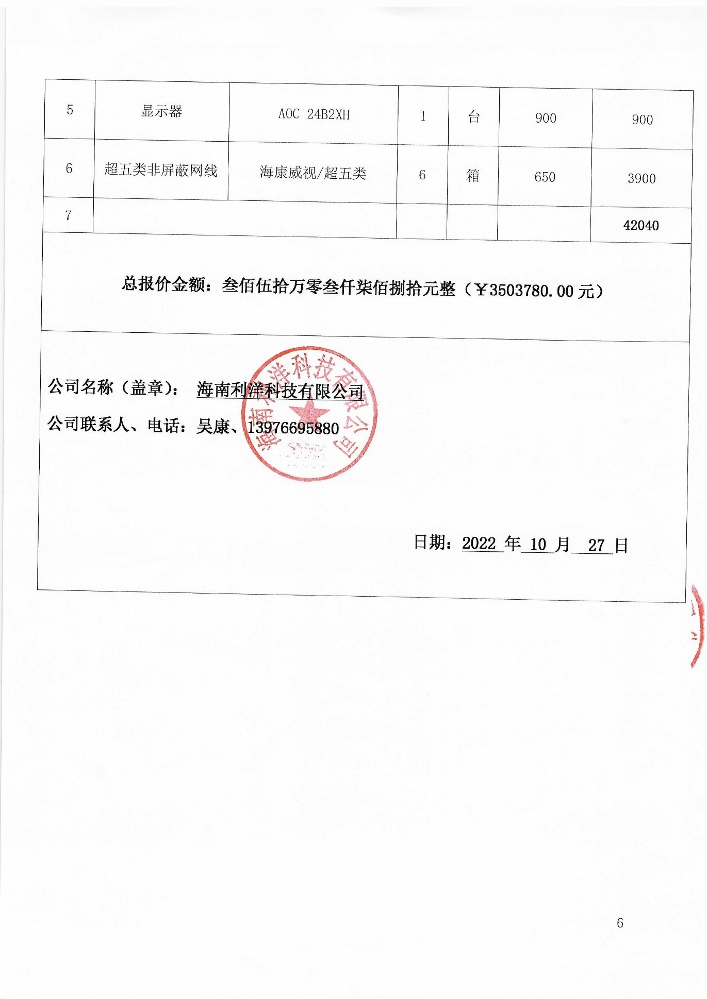 5 显示器 AOC 24B2XH 1 台 900 900
6 超五类非屏蔽网线 海康威视/超五类 6 箱 650 3900
7 42040
总报价金额：叁佰伍拾万零叁仟柒佰捌拾元整（￥3503780.00 元）
公司名称（盖章）： 海南利洋科技有限公司
公司联系人、电话：吴康、13976695880
海南利洋科技有限公司
日期：2022 年 10 月 27 日
6